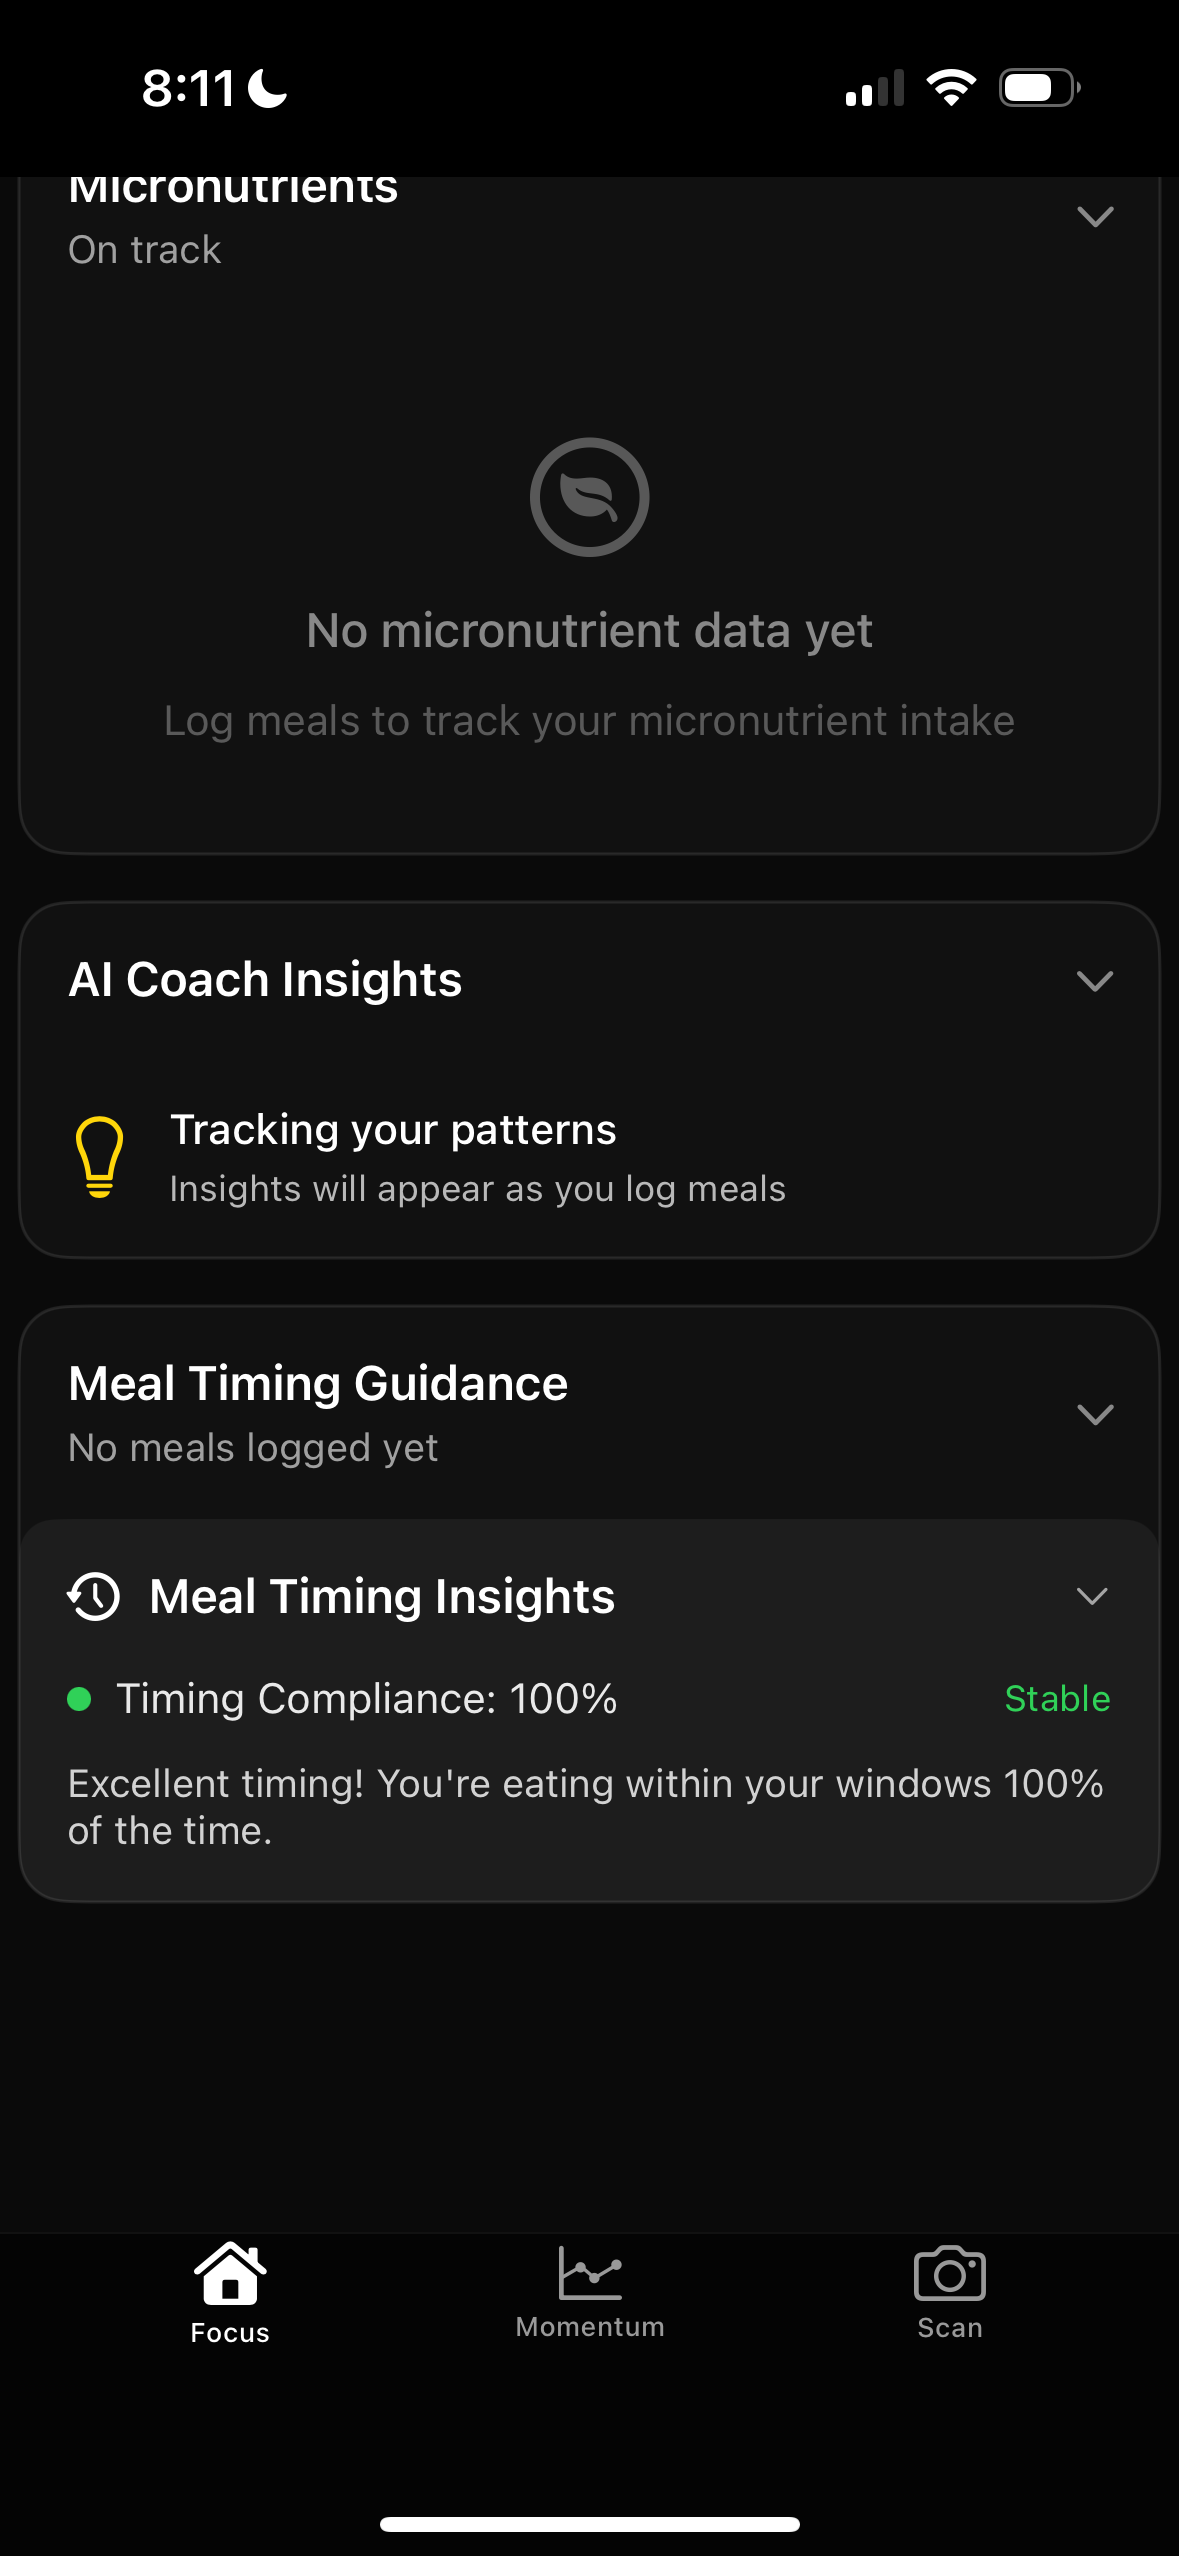 8:11
Micronutrients
On track
No micronutrient data yet
Log meals to track your micronutrient intake
AI Coach Insights
Tracking your patterns
Insights will appear as you log meals
Meal Timing Guidance
No meals logged yet
Meal Timing Insights
Timing Compliance: 100%
Stable
Excellent timing! You're eating within your windows 100%
of the time.
Focus
Momentum
Scan